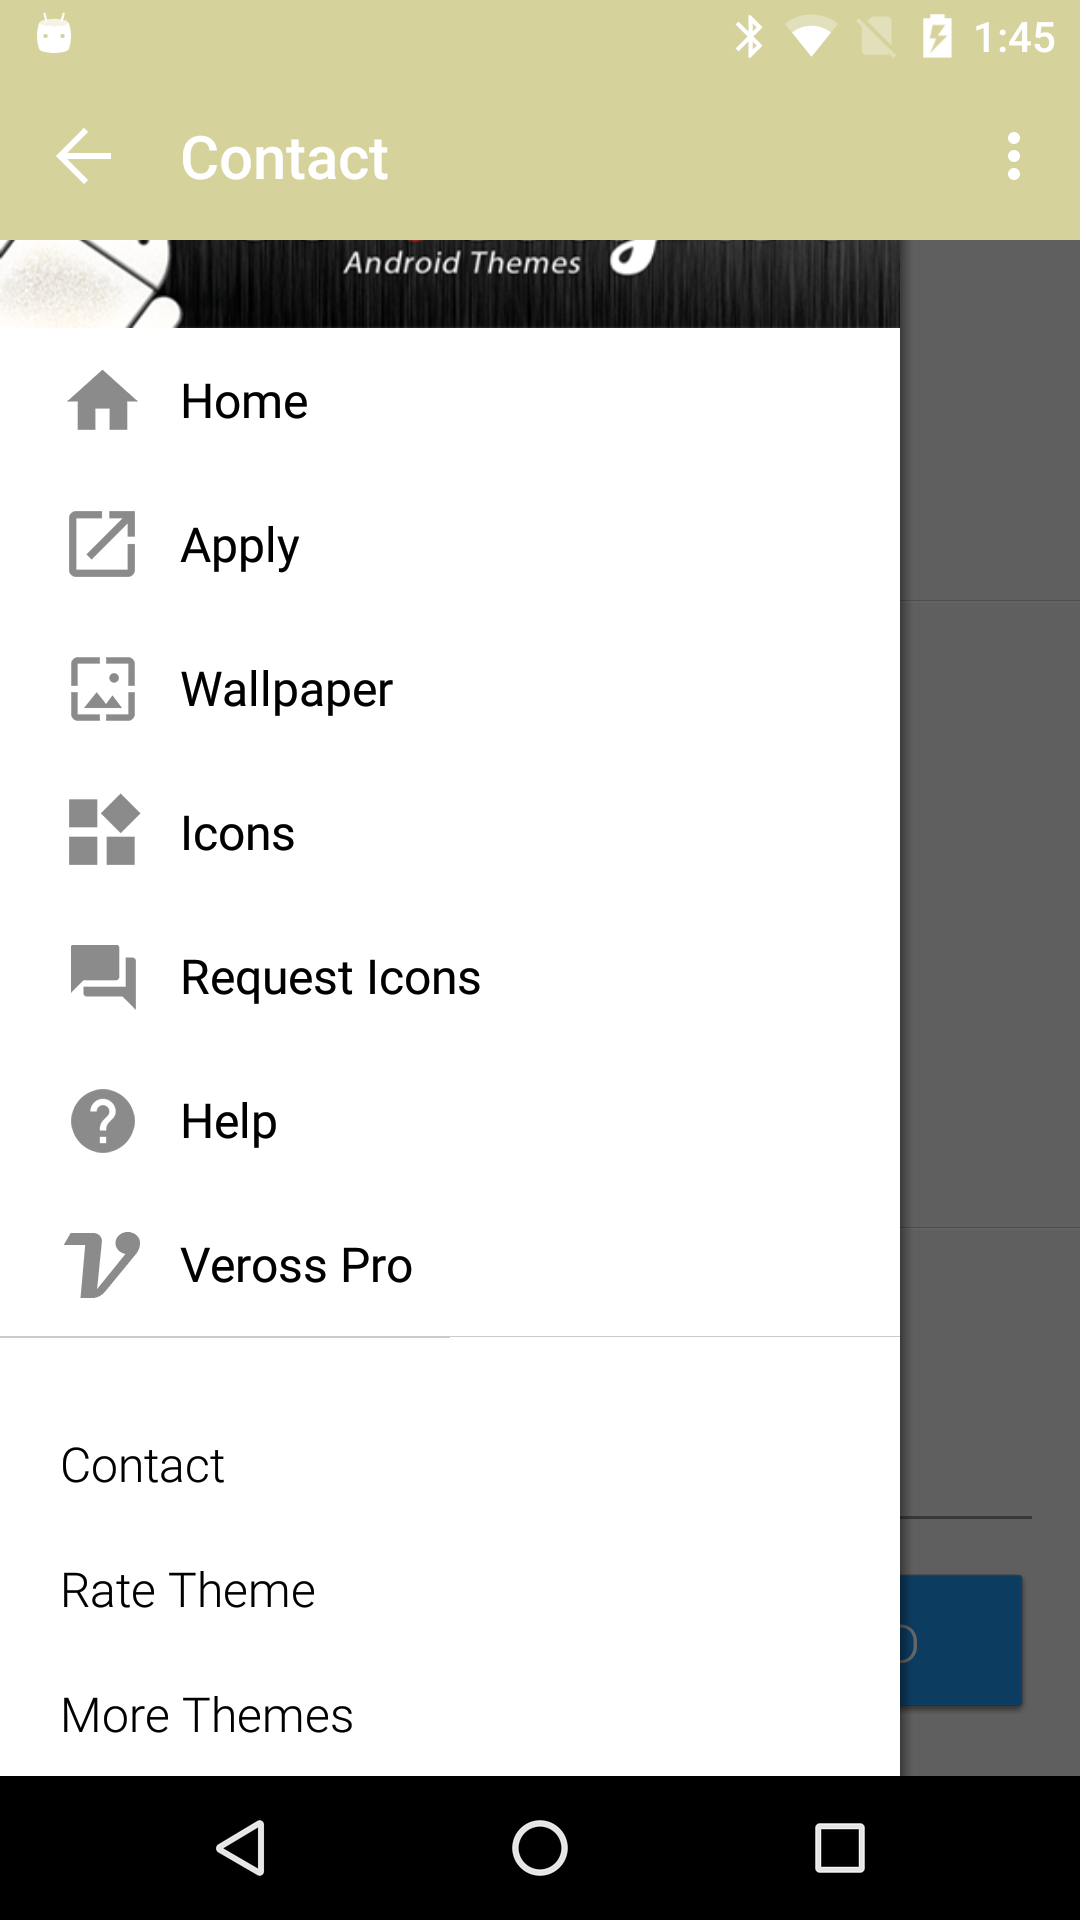 1:45
Contact
Android Themes
Home
Apply
Wallpaper
Icons
Request Icons
Help
Veross Pro
Contact
Rate Theme
More Themes